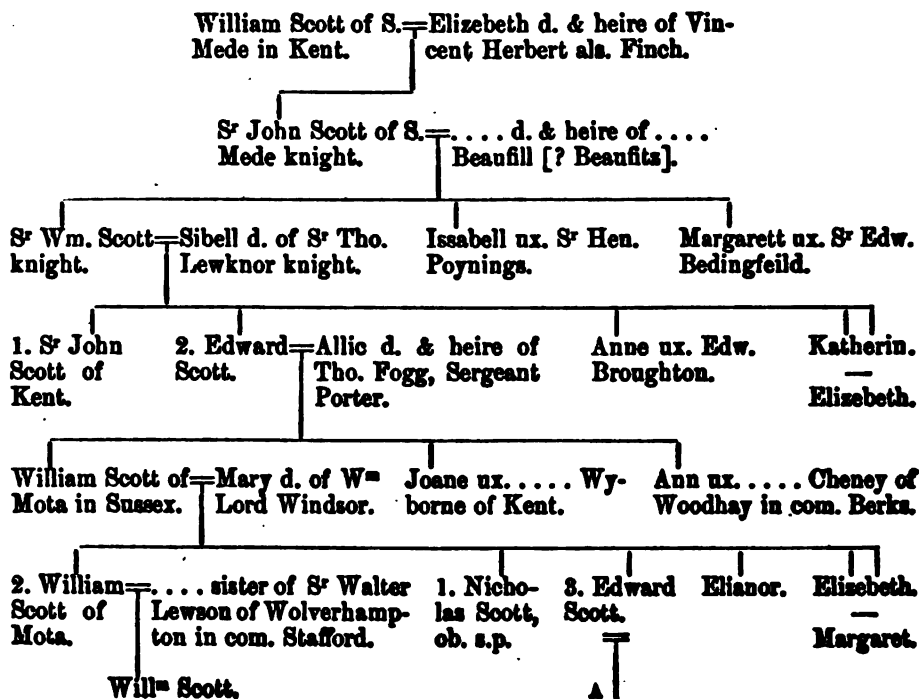 William Scott of S.=Elizebeth d. & heire of Vin-
Mede in Kent. cent Herbert als. Finch.
Sr John Scott of S.=.... d. & heire of ....
Mede knight. Beaufill [? Beaufitz].
Sr Wm. Scott=Sibell d. of Sr Tho. Issabell ux. Sr Hen. Margarett ux. Sr Edw.
knight. Lewknor knight. Poynings. Bedingfeild.
1. Sr John 2. Edward=Allic d. & heire of Anne ux. Edw. Katherin.
Scott of Scott. Tho. Fogg, Sergeant Broughton. —
Kent. Porter. Elizebeth.
William Scott of=Mary d. of Wm Joane ux. .... Wy- Ann ux. .... Cheney of
Mota in Sussex. Lord Windsor. borne of Kent. Woodhay in com. Berks.
2. William=.... sister of Sr Walter 1. Nicho- 3. Edward Elianor. Elizebeth.
Scott of Lewson of Wolverhamp- las Scott, Scott. —
Mota. ton in com. Stafford. ob. s.p. = Margaret.
Willm Scott. A